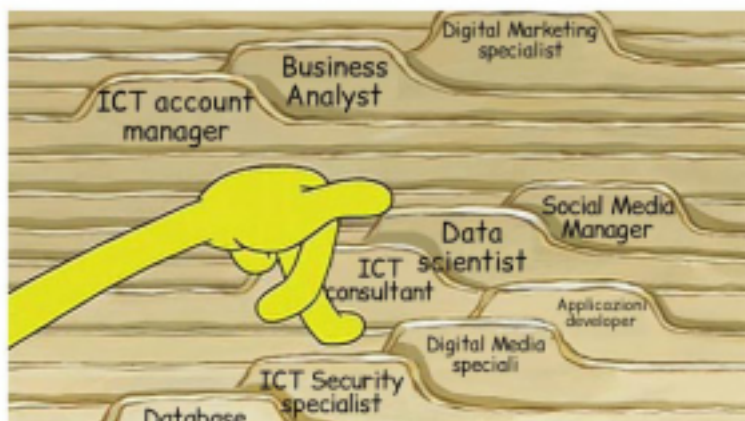 Digital Marketing
specialist
Business
Analyst
ICT account
manager
Social Media
Manager
Data
scientist
ICT
consultant
Applicazioni
developer
Digital Media
speciali
ICT Security
specialist
Database